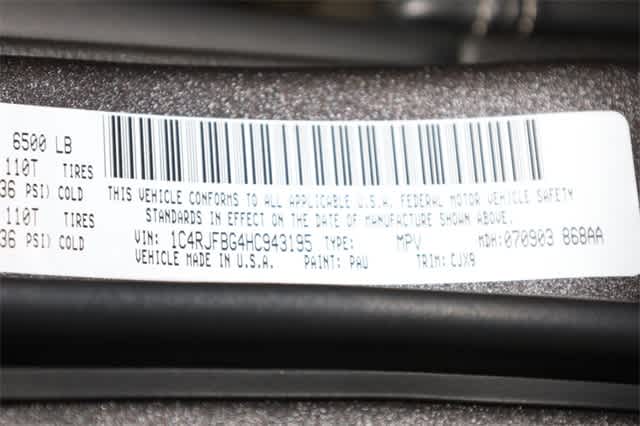 6500 LB
110T TIRES
36 PSI) COLD
110T TIRES
36 PSI) COLD
THIS VEHICLE CONFORMS TO ALL APPLICABLE U.S.A. FEDERAL MOTOR VEHICLE SAFETY
STANDARDS IN EFFECT ON THE DATE OF MANUFACTURE SHOWN ABOVE.
VIN: 1C4RJFBG4HC943195 TYPE: MPV MDH:070903 868AA
VEHICLE MADE IN U.S.A. PAINT: PAU TRIM: CJX9